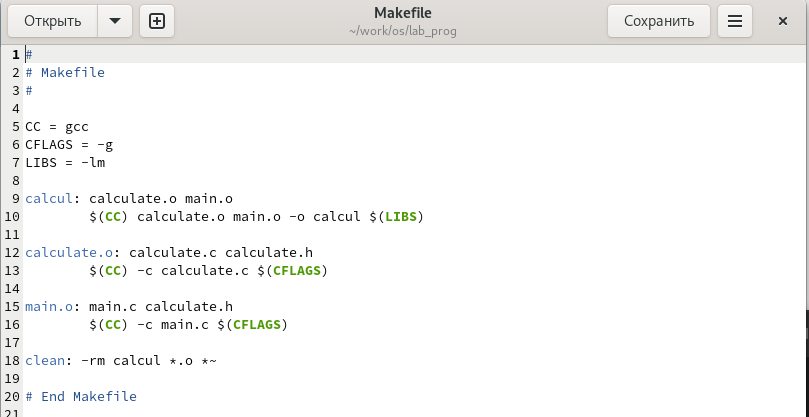 Открыть
Makefile
~/work/os/lab_prog
Сохранить
1 #
2 # Makefile
3 #
4
5 CC = gcc
6 CFLAGS = -g
7 LIBS = -lm
8
9 calcul: calculate.o main.o
10 $(CC) calculate.o main.o -o calcul $(LIBS)
11
12 calculate.o: calculate.c calculate.h
13 $(CC) -c calculate.c $(CFLAGS)
14
15 main.o: main.c calculate.h
16 $(CC) -c main.c $(CFLAGS)
17
18 clean: -rm calcul *.o *~
19
20 # End Makefile
21